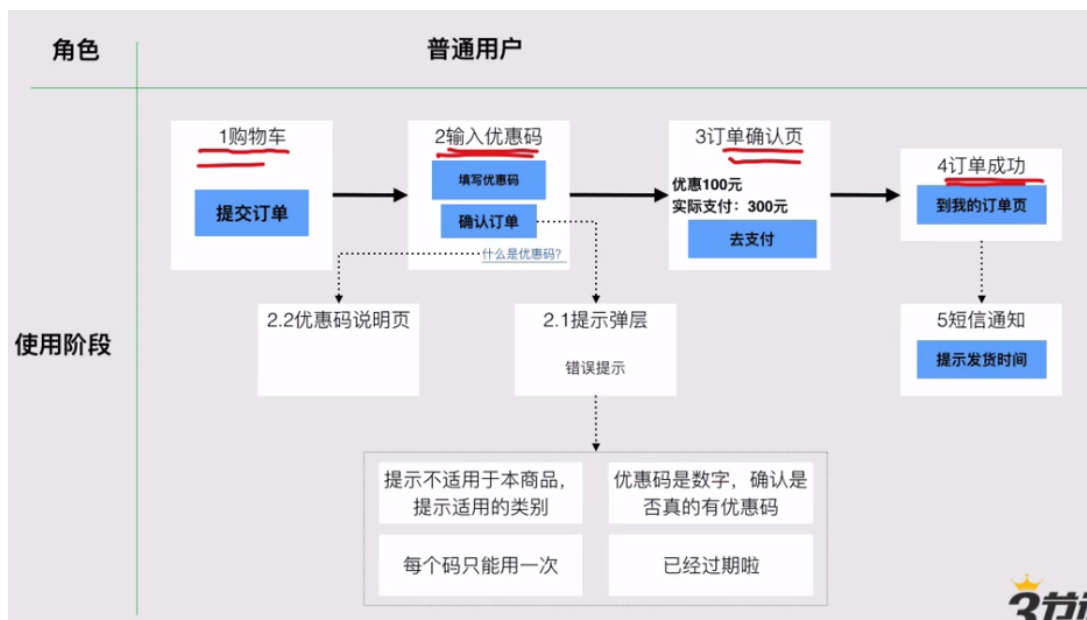 角色
普通用户
1购物车
提交订单
2输入优惠码
填写优惠码
确认订单
什么是优惠码?
3订单确认页
优惠100元
实际支付：300元
去支付
4订单成功
到我的订单页
使用阶段
2.2优惠码说明页
2.1提示弹层
错误提示
5短信通知
提示发货时间
提示不适用于本商品，
提示适用的类别
优惠码是数字，确认是
否真的有优惠码
每个码只能用一次
已经过期啦